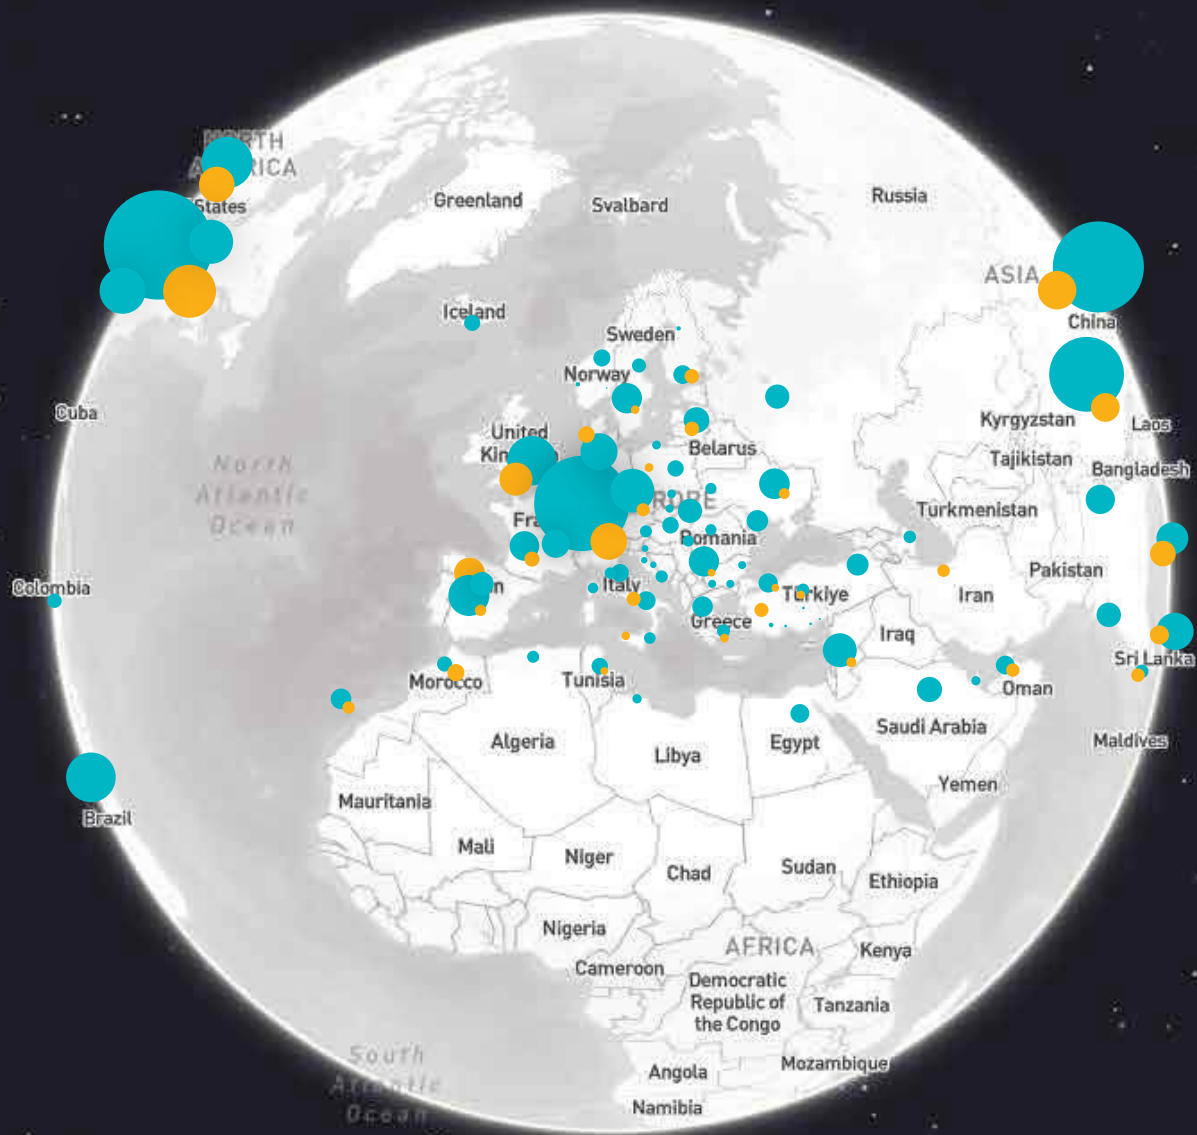 NORTH
AMERICA
States
Greenland
Svalbard
Russia
ASIA
China
Iceland
Sweden
Norway
Cuba
United
Kingdom
Belarus
Kyrgyzstan
Laos
North
Atlantic
Ocean
Tajikistan
Bangladesh
Turkmenistan
Romania
Pakistan
Colombia
Italy
Türkiye
Iran
Greece
Iraq
Sri Lanka
Morocco
Tunisia
Oman
Algeria
Libya
Egypt
Saudi Arabia
Maldives
Yemen
Mauritania
Brazil
Mali
Niger
Chad
Sudan
Ethiopia
Nigeria
AFRICA
Kenya
Cameroon
Democratic
Republic of
the Congo
Tanzania
South
Atlantic
Ocean
Angola
Mozambique
Namibia